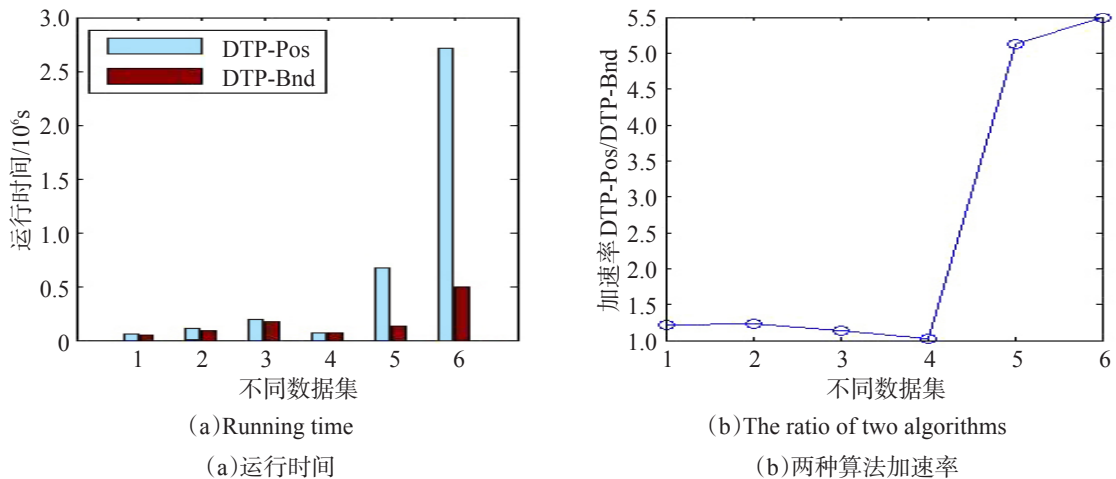 3.0
2.5
2.0
1.5
1.0
0.5
0
运行时间/10⁶s
DTP-Pos
DTP-Bnd
1 2 3 4 5 6
不同数据集
(a)Running time
(a)运行时间
5.5
5.0
4.5
4.0
3.5
3.0
2.5
2.0
1.5
1.0
加速率 DTP-Pos/DTP-Bnd
1 2 3 4 5 6
不同数据集
(b)The ratio of two algorithms
(b)两种算法加速率